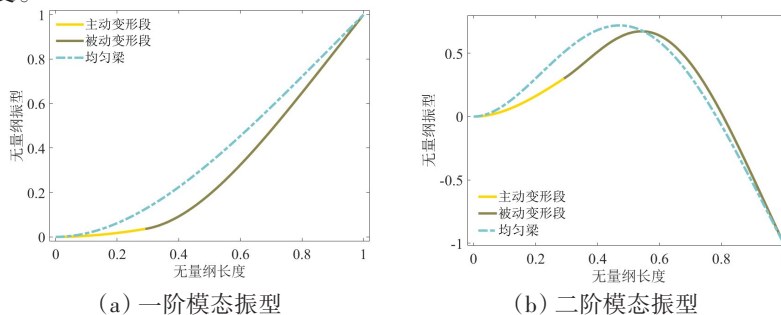 主动变形段
被动变形段
均匀梁
无量纲振型
1
0.8
0.6
0.4
0.2
0
0 0.2 0.4 0.6 0.8 1
无量纲长度
(a)一阶模态振型
主动变形段
被动变形段
均匀梁
无量纲振型
0.5
0
-0.5
-1
0 0.2 0.4 0.6 0.8
无量纲长度
(b)二阶模态振型